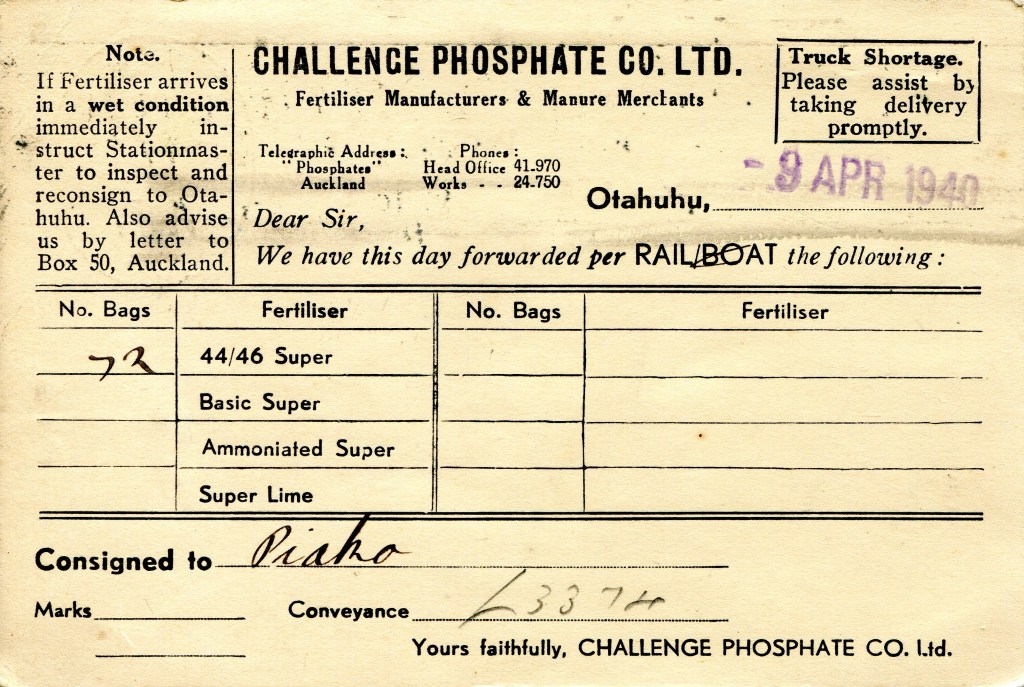 Note.
If Fertiliser arrives
in a wet condition
immediately in-
struct Stationmas-
ter to inspect and
reconsign to Ota-
huhu. Also advise
us by letter to
Box 50, Auckland.
CHALLENGE PHOSPHATE CO. LTD.
Fertiliser Manufacturers & Manure Merchants
Truck Shortage.
Please assist by
taking delivery
promptly.
Telegraphic Address: Phones:
"Phosphates" Head Office 41-970
Auckland Works - - 24-750
Otahuhu, - 9 APR 1940
Dear Sir,
We have this day forwarded per RAIL/BOAT the following:
No. Bags Fertiliser No. Bags Fertiliser
72 44/46 Super
Basic Super
Ammoniated Super
Super Lime
Consigned to Piako
Marks Conveyance L3374
Yours faithfully, CHALLENGE PHOSPHATE CO. Ltd.